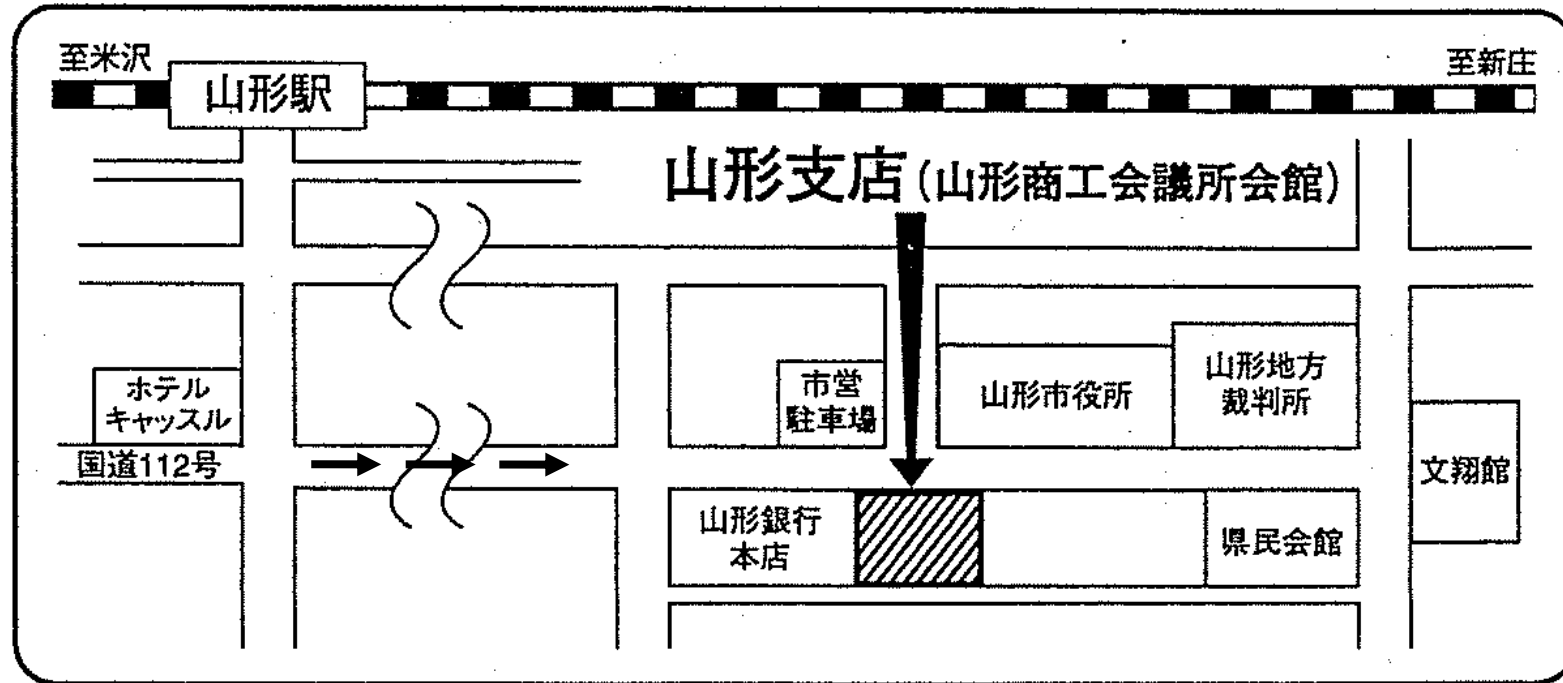 至米沢
至新庄
山形駅
山形支店(山形商工会議所会館)
ホテル
キャッスル
市営
駐車場
山形市役所
山形地方
裁判所
国道112号
文翔館
山形銀行
本店
県民会館